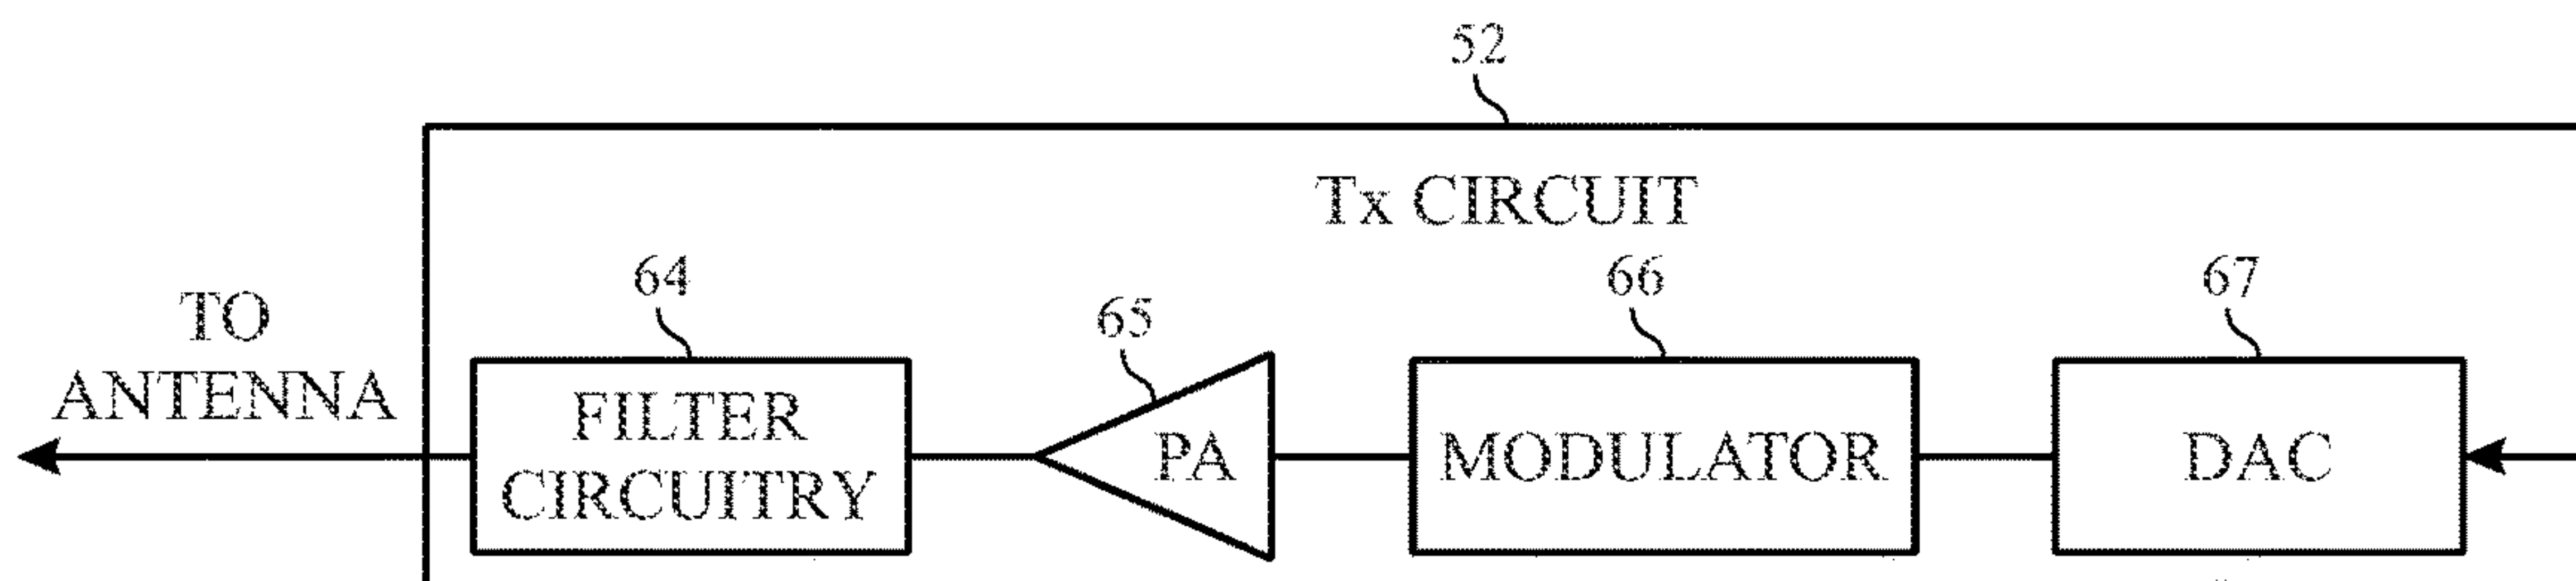 52
Tx CIRCUIT
TO
ANTENNA
64
FILTER
CIRCUITRY
65
PA
66
MODULATOR
67
DAC